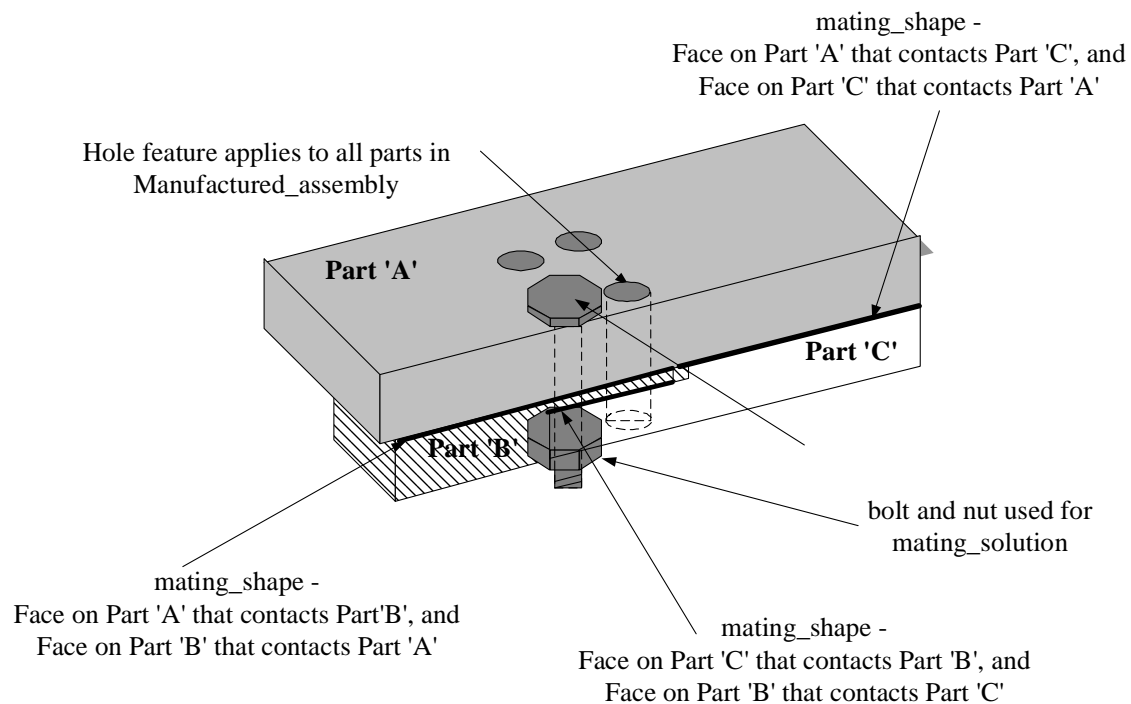 mating_shape -
Face on Part 'A' that contacts Part 'C', and
Face on Part 'C' that contacts Part 'A'
Hole feature applies to all parts in
Manufactured_assembly
Part 'A'
Part 'C'
Part 'B'
bolt and nut used for
mating_solution
mating_shape -
Face on Part 'A' that contacts Part'B', and
Face on Part 'B' that contacts Part 'A'
mating_shape -
Face on Part 'C' that contacts Part 'B', and
Face on Part 'B' that contacts Part 'C'